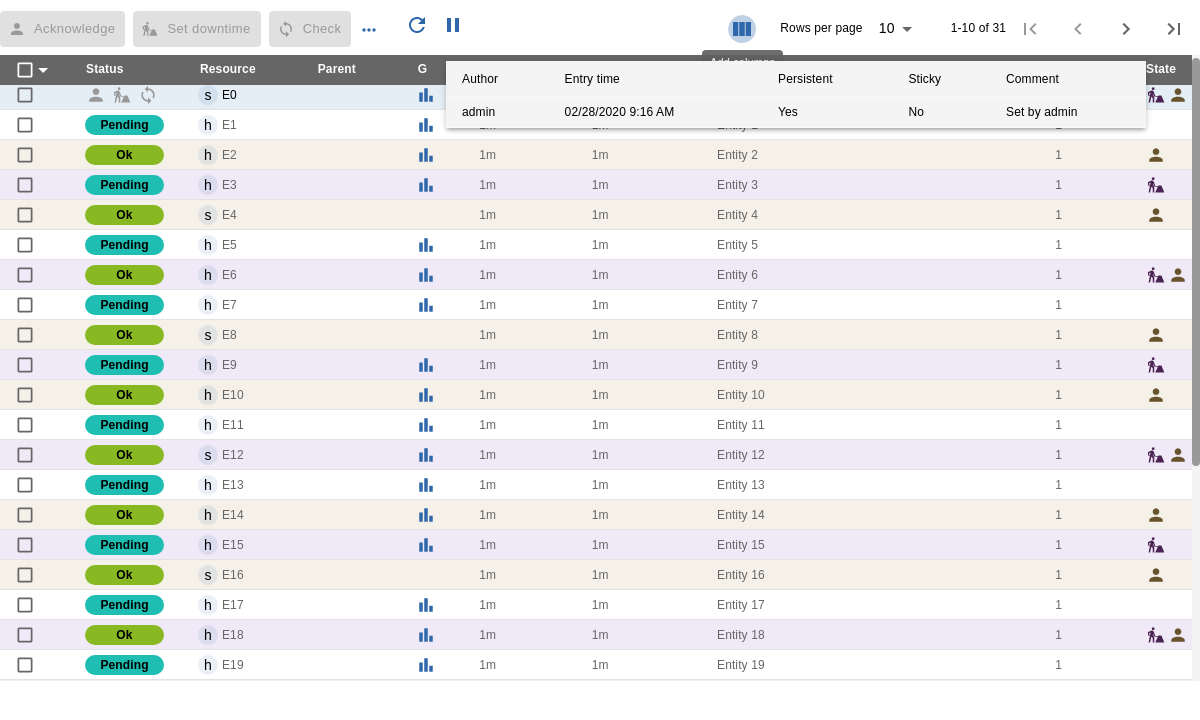 Acknowledge Set downtime Check Rows per page 10 1-10 of 31
Status Resource Parent G State
Author Entry time Persistent Sticky Comment
admin 02/28/2020 9:16 AM Yes No Set by admin
s E0
Pending h E1
Ok h E2 1m 1m Entity 2 1
Pending h E3 1m 1m Entity 3 1
Ok s E4 1m 1m Entity 4 1
Pending h E5 1m 1m Entity 5 1
Ok h E6 1m 1m Entity 6 1
Pending h E7 1m 1m Entity 7 1
Ok s E8 1m 1m Entity 8 1
Pending h E9 1m 1m Entity 9 1
Ok h E10 1m 1m Entity 10 1
Pending h E11 1m 1m Entity 11 1
Ok s E12 1m 1m Entity 12 1
Pending h E13 1m 1m Entity 13 1
Ok h E14 1m 1m Entity 14 1
Pending h E15 1m 1m Entity 15 1
Ok s E16 1m 1m Entity 16 1
Pending h E17 1m 1m Entity 17 1
Ok h E18 1m 1m Entity 18 1
Pending h E19 1m 1m Entity 19 1